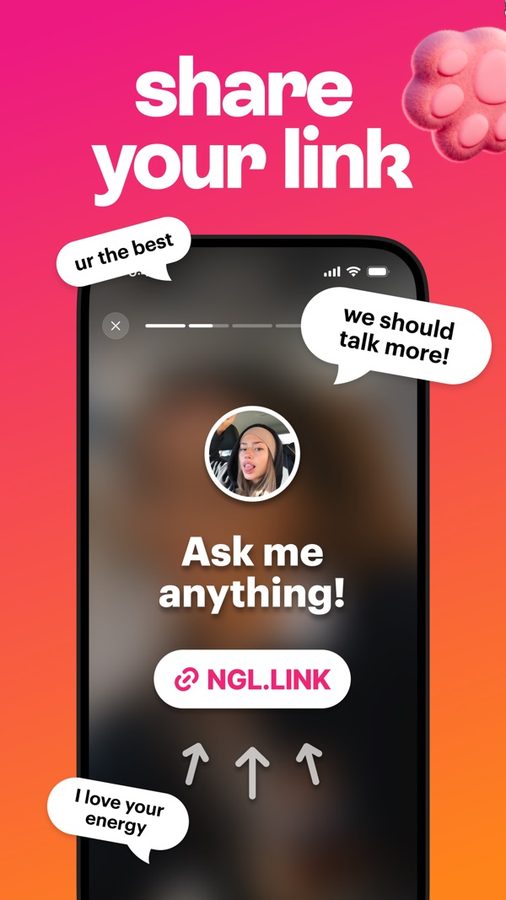 share
your link
ur the best
we should
talk more!
Ask me
anything!
NGL.LINK
I love your
energy